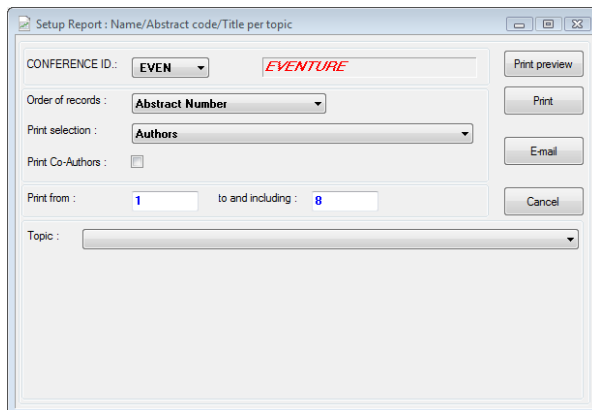 Setup Report : Name/Abstract code/Title per topic
CONFERENCE ID.: EVEN EVENTURE Print preview
Order of records : Abstract Number Print
Print selection : Authors
Print Co-Authors : E-mail
Print from : 1 to and including : 8 Cancel
Topic :